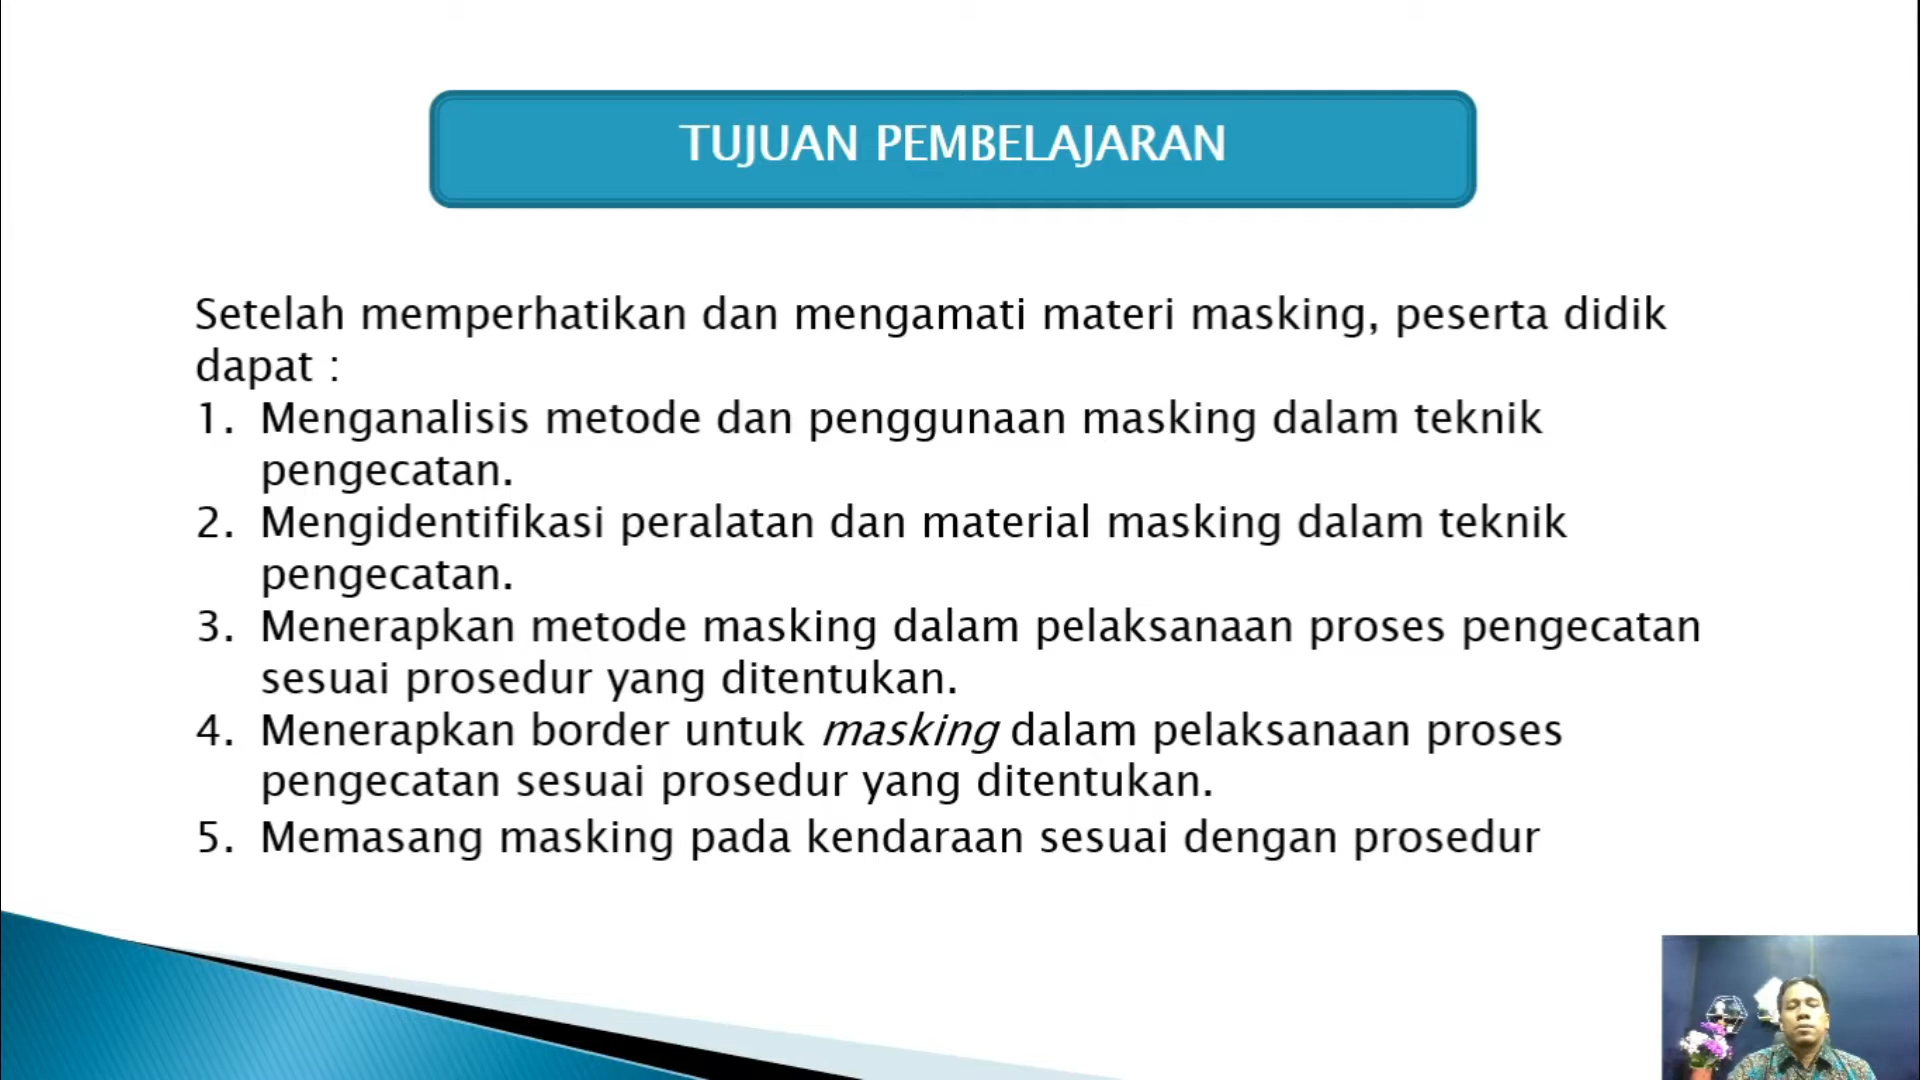 TUJUAN PEMBELAJARAN
Setelah memperhatikan dan mengamati materi masking, peserta didik
dapat :
1. Menganalisis metode dan penggunaan masking dalam teknik
pengecatan.
2. Mengidentifikasi peralatan dan material masking dalam teknik
pengecatan.
3. Menerapkan metode masking dalam pelaksanaan proses pengecatan
sesuai prosedur yang ditentukan.
4. Menerapkan border untuk masking dalam pelaksanaan proses
pengecatan sesuai prosedur yang ditentukan.
5. Memasang masking pada kendaraan sesuai dengan prosedur